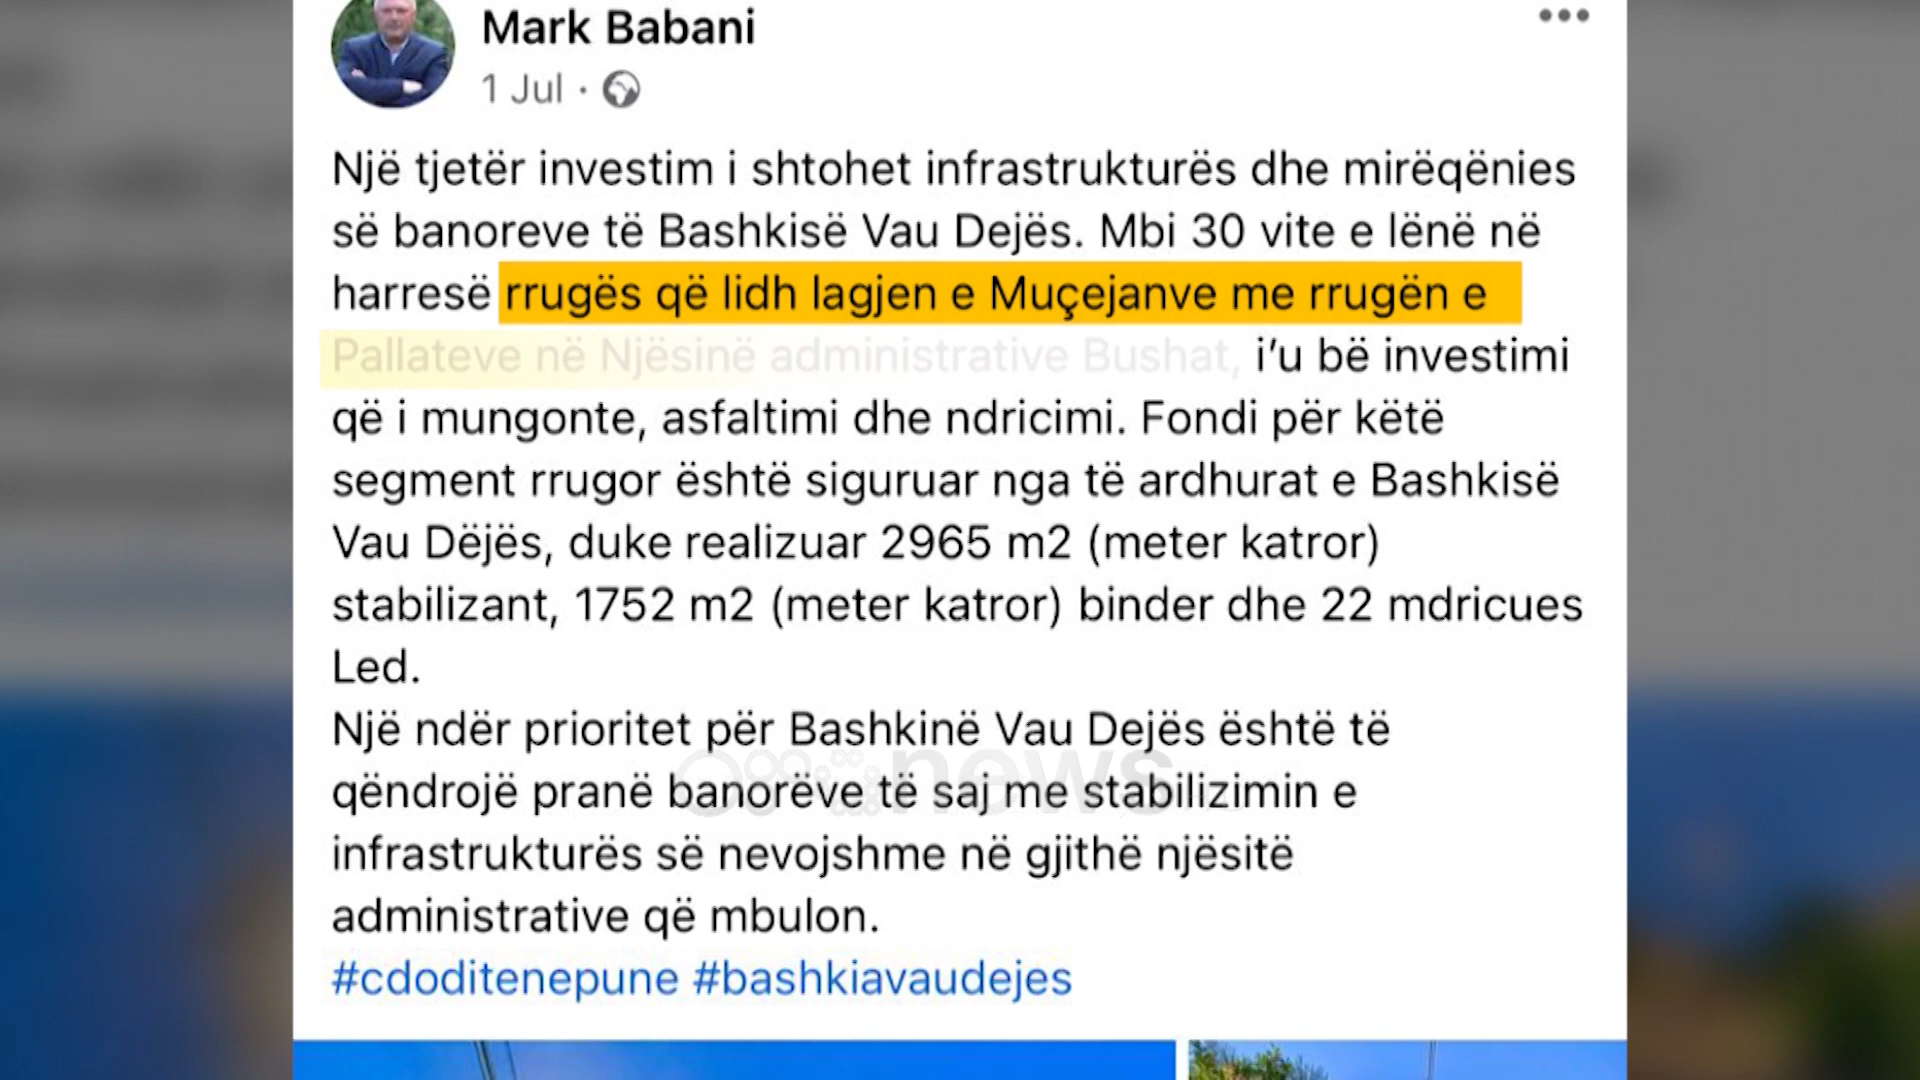 Mark Babani
1 Jul ·
Një tjetër investim i shtohet infrastrukturës dhe mirëqënies
së banoreve të Bashkisë Vau Dejës. Mbi 30 vite e lënë në
harresë rrugës që lidh lagjen e Muçejanve me rrugën e
Pallateve në Njësinë administrative Bushat, i’u bë investimi
që i mungonte, asfaltimi dhe ndricimi. Fondi për këtë
segment rrugor është siguruar nga të ardhurat e Bashkisë
Vau Dëjës, duke realizuar 2965 m2 (meter katror)
stabilizant, 1752 m2 (meter katror) binder dhe 22 mdricues
Led.
Një ndër prioritet për Bashkinë Vau Dejës është të
qëndrojë pranë banorëve të saj me stabilizimin e
infrastrukturës së nevojshme në gjithë njësitë
administrative që mbulon.
#cdoditenepune #bashkiavaudejes
news